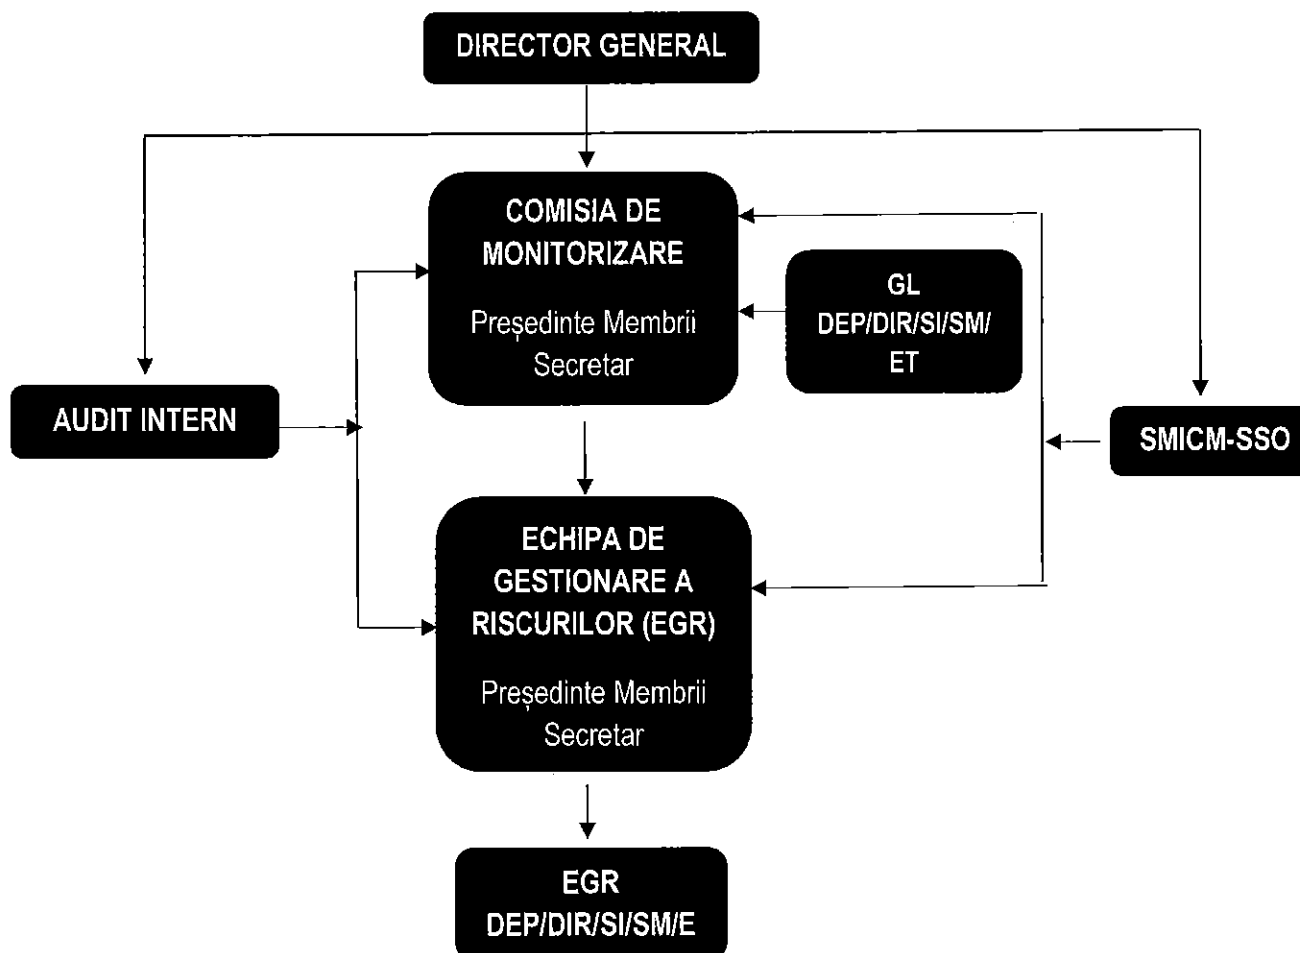 DIRECTOR GENERAL
COMISIA DE
MONITORIZARE
Președinte Membrii
Secretar
GL
DEP/DIR/SI/SM/
ET
AUDIT INTERN
SMICM-SSO
ECHIPA DE
GESTIONARE A
RISCURILOR (EGR)
Președinte Membrii
Secretar
EGR
DEP/DIR/SI/SM/E